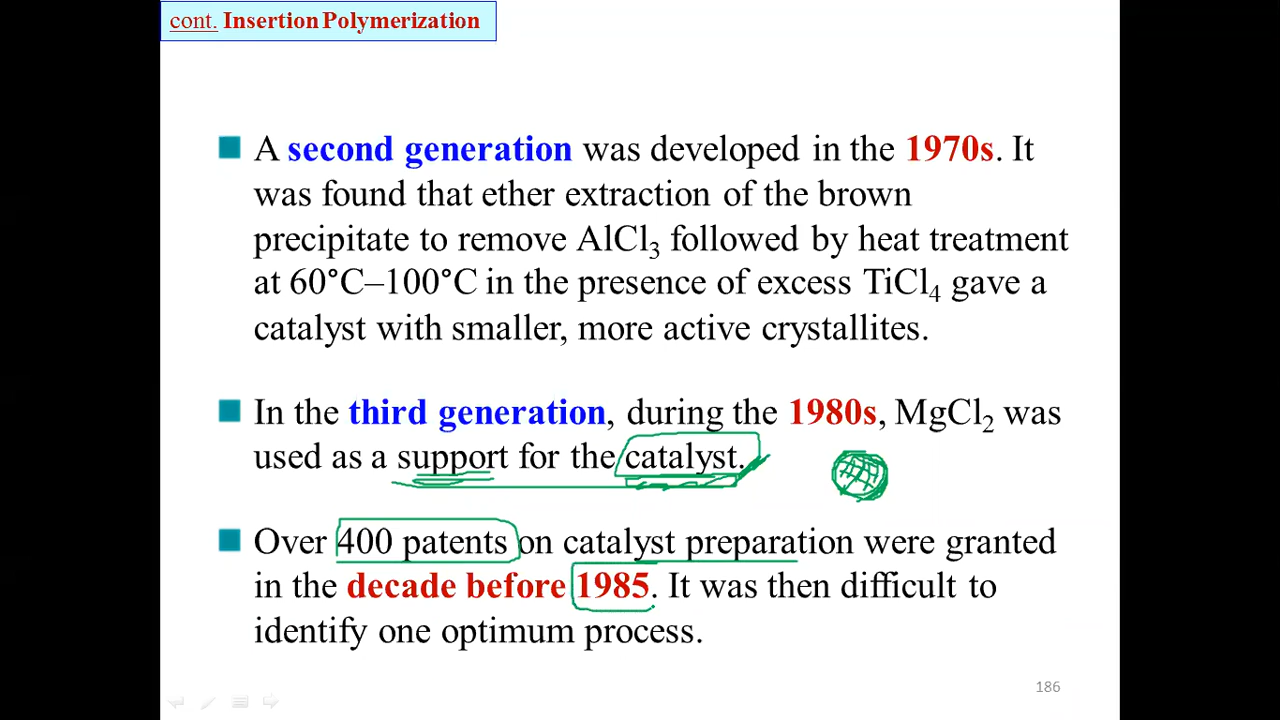 cont. Insertion Polymerization
A second generation was developed in the 1970s. It
was found that ether extraction of the brown
precipitate to remove AlCl₃ followed by heat treatment
at 60°C–100°C in the presence of excess TiCl₄ gave a
catalyst with smaller, more active crystallites.
In the third generation, during the 1980s, MgCl₂ was
used as a support for the catalyst.
Over 400 patents on catalyst preparation were granted
in the decade before 1985. It was then difficult to
identify one optimum process.
186